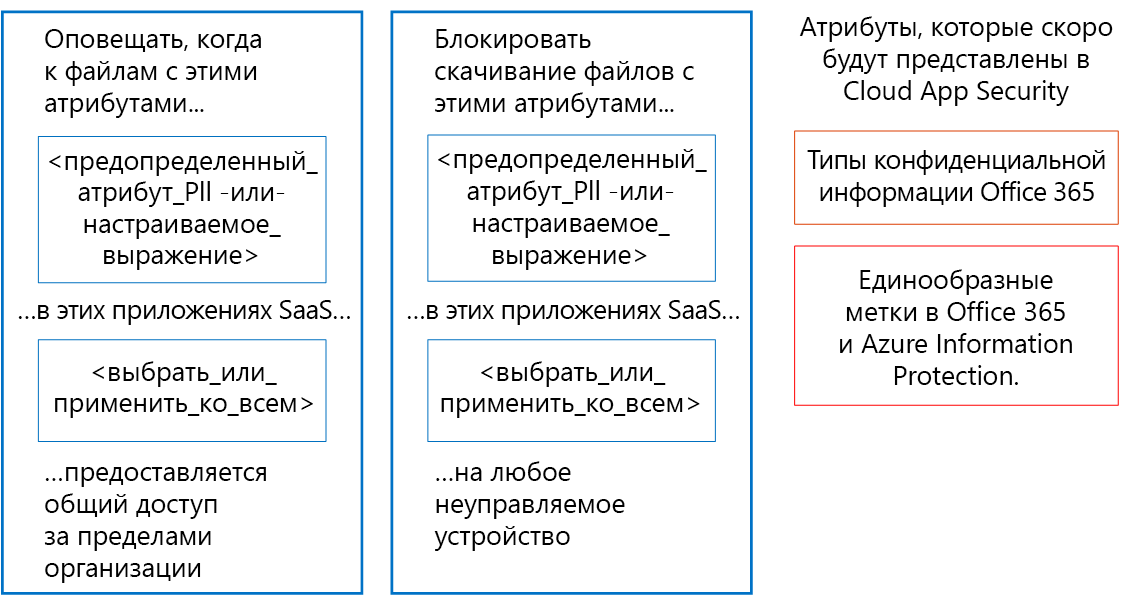 Оповещать, когда
к файлам с этими
атрибутами...
<предопределенный_
атрибут_PII -или-
настраиваемое_
выражение>
...в этих приложениях SaaS...
<выбрать_или_
применить_ко_всем>
...предоставляется
общий доступ
за пределами
организации
Блокировать
скачивание файлов с
этими атрибутами...
<предопределенный_
атрибут_PII -или-
настраиваемое_
выражение>
...в этих приложениях SaaS...
<выбрать_или_
применить_ко_всем>
...на любое
неуправляемое
устройство
Атрибуты, которые скоро
будут представлены в
Cloud App Security
Типы конфиденциальной
информации Office 365
Единообразные
метки в Office 365
и Azure Information
Protection.